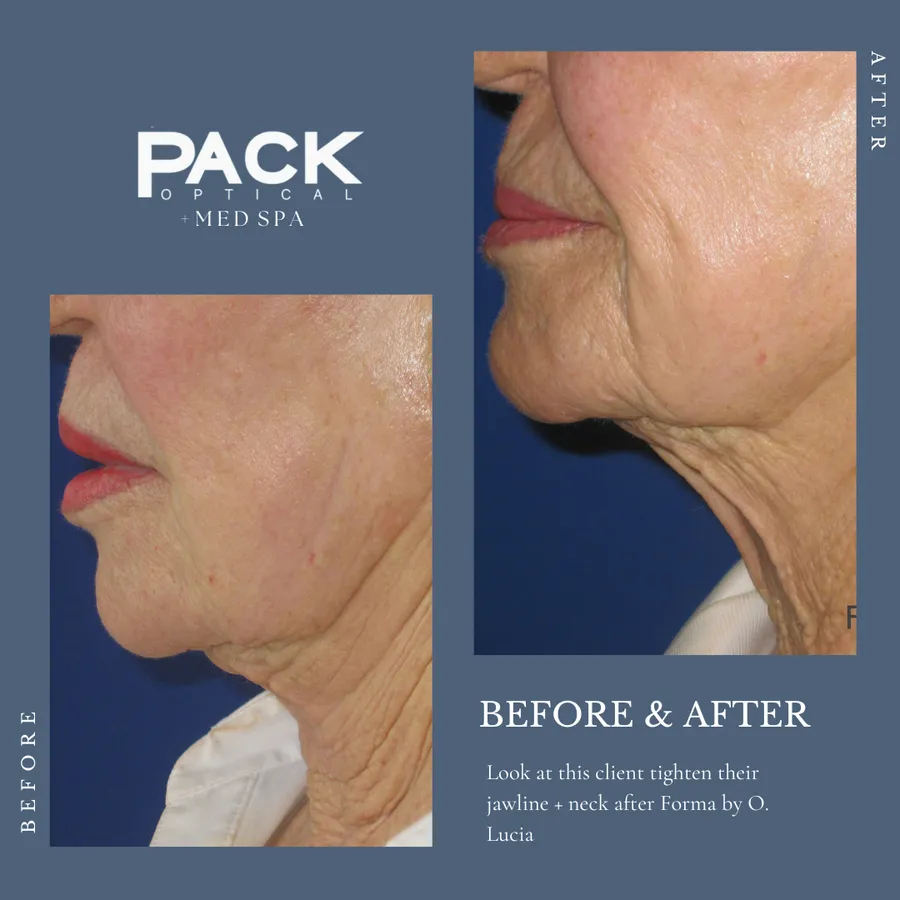 PACK
OPTICAL
+MED SPA
BEFORE
AFTER
F
BEFORE & AFTER
Look at this client tighten their
jawline + neck after Forma by O.
Lucia